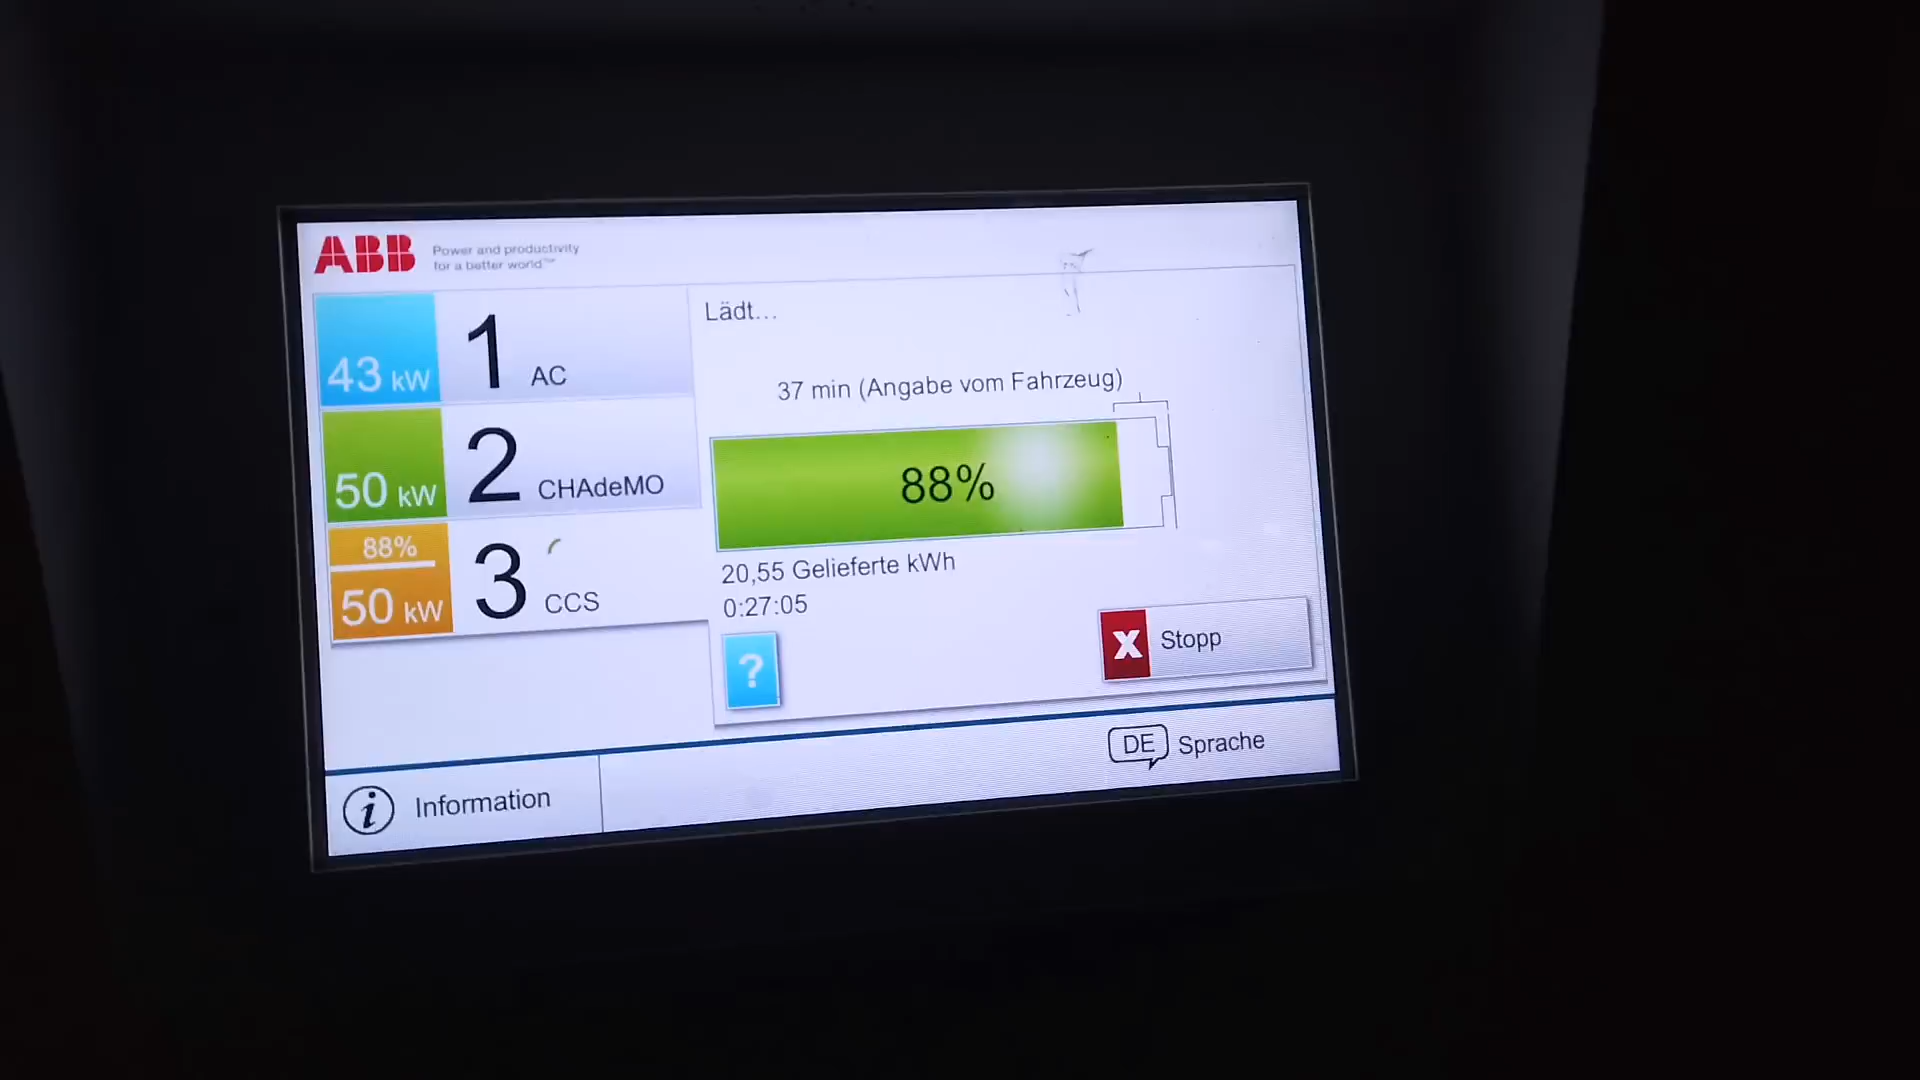 ABB
Power and productivity
for a better world™
43 kW
1 AC
50 kW
2 CHAdeMO
88%
50 kW
3 CCS
Lädt...
37 min (Angabe vom Fahrzeug)
88%
20,55 Gelieferte kWh
0:27:05
?
X Stopp
i Information
DE Sprache